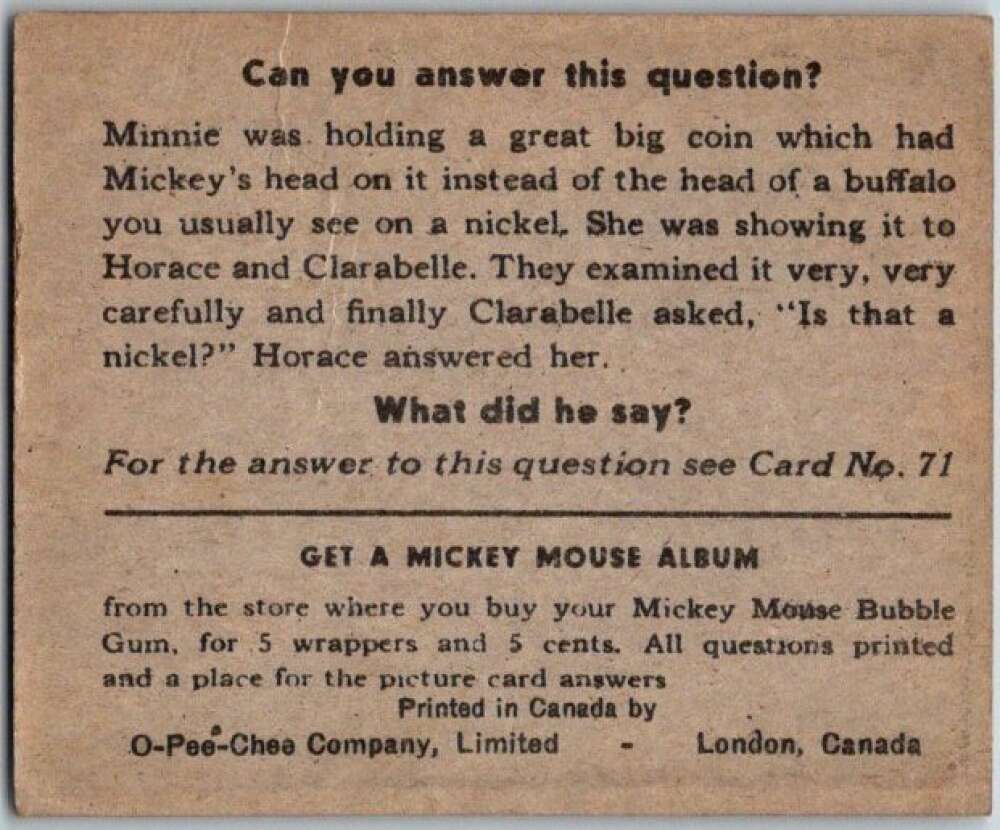 Can you answer this question?
Minnie was holding a great big coin which had
Mickey's head on it instead of the head of a buffalo
you usually see on a nickel. She was showing it to
Horace and Clarabelle. They examined it very, very
carefully and finally Clarabelle asked, "Is that a
nickel?" Horace answered her.
What did he say?
For the answer to this question see Card No. 71
GET A MICKEY MOUSE ALBUM
from the store where you buy your Mickey Mouse Bubble
Gum, for 5 wrappers and 5 cents. All questions printed
and a place for the picture card answers
Printed in Canada by
O-Pee-Chee Company, Limited - London, Canada